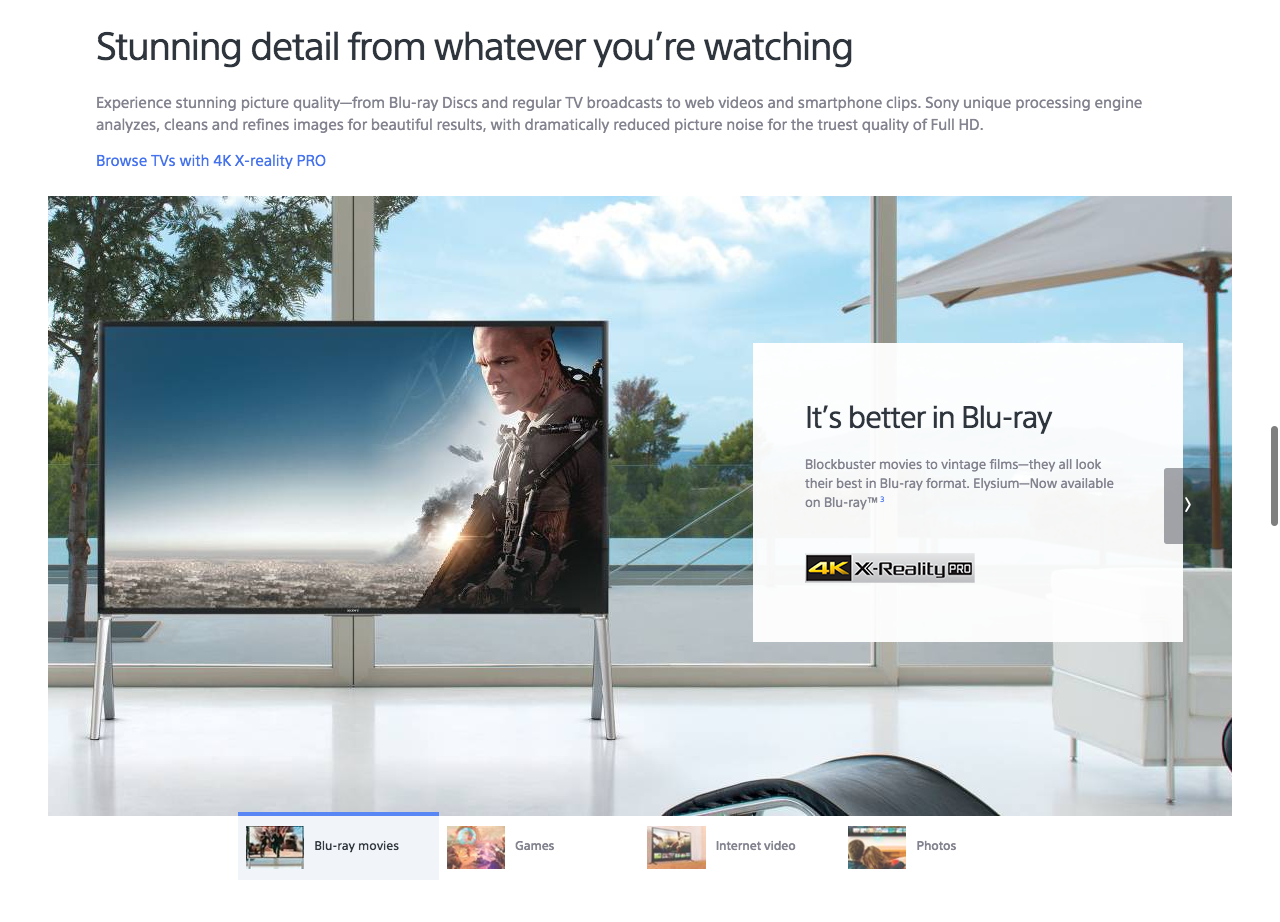 Stunning detail from whatever you're watching
Experience stunning picture quality—from Blu-ray Discs and regular TV broadcasts to web videos and smartphone clips. Sony unique processing engine
analyzes, cleans and refines images for beautiful results, with dramatically reduced picture noise for the truest quality of Full HD.
Browse TVs with 4K X-reality PRO
It's better in Blu-ray
Blockbuster movies to vintage films—they all look
their best in Blu-ray format. Elysium—Now available
on Blu-ray™ 3
4K X-Reality PRO
SONY
Blu-ray movies
Games
Internet video
Photos